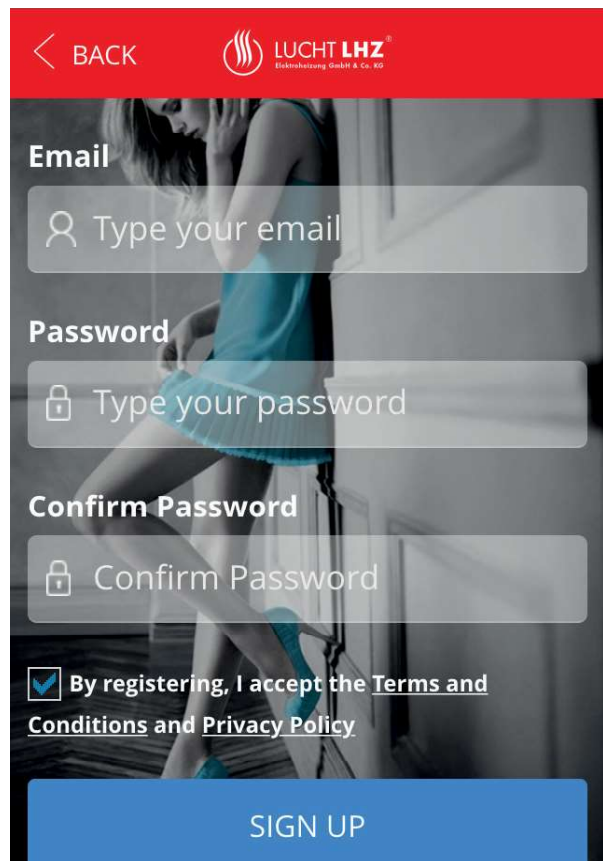 BACK
LUCHT LHZ®
Elektroheizung GmbH & Co. KG
Email
Type your email
Password
Type your password
Confirm Password
Confirm Password
By registering, I accept the Terms and
Conditions and Privacy Policy
SIGN UP